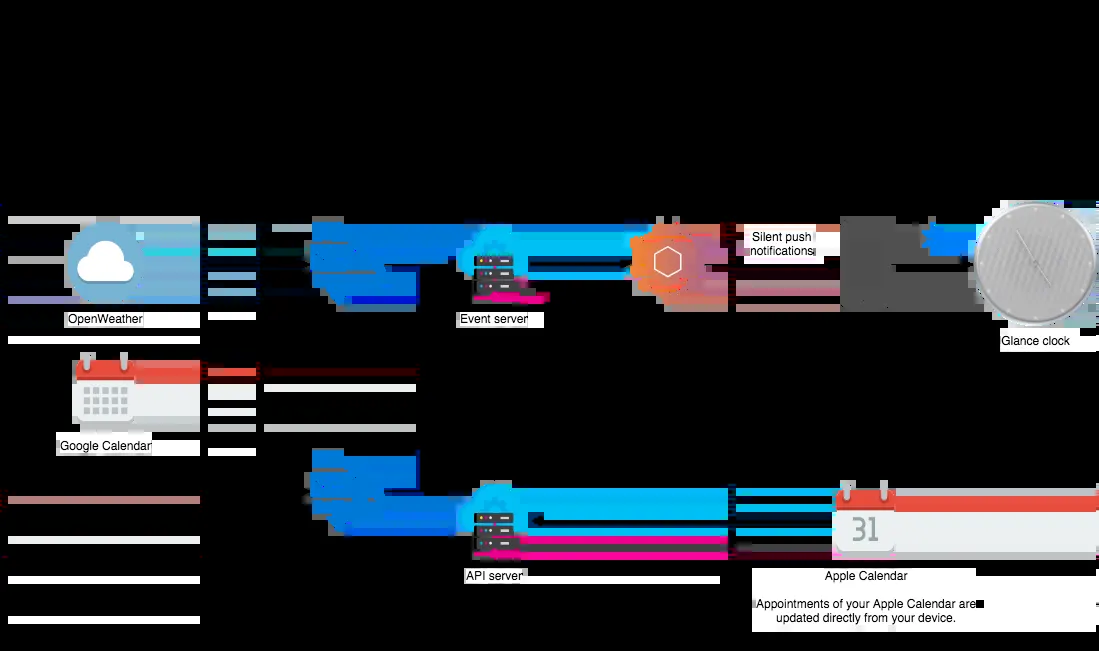 Silent push
notifications
OpenWeather
Event server
Glance clock
Google Calendar
31
API server
Apple Calendar
Appointments of your Apple Calendar are
updated directly from your device.